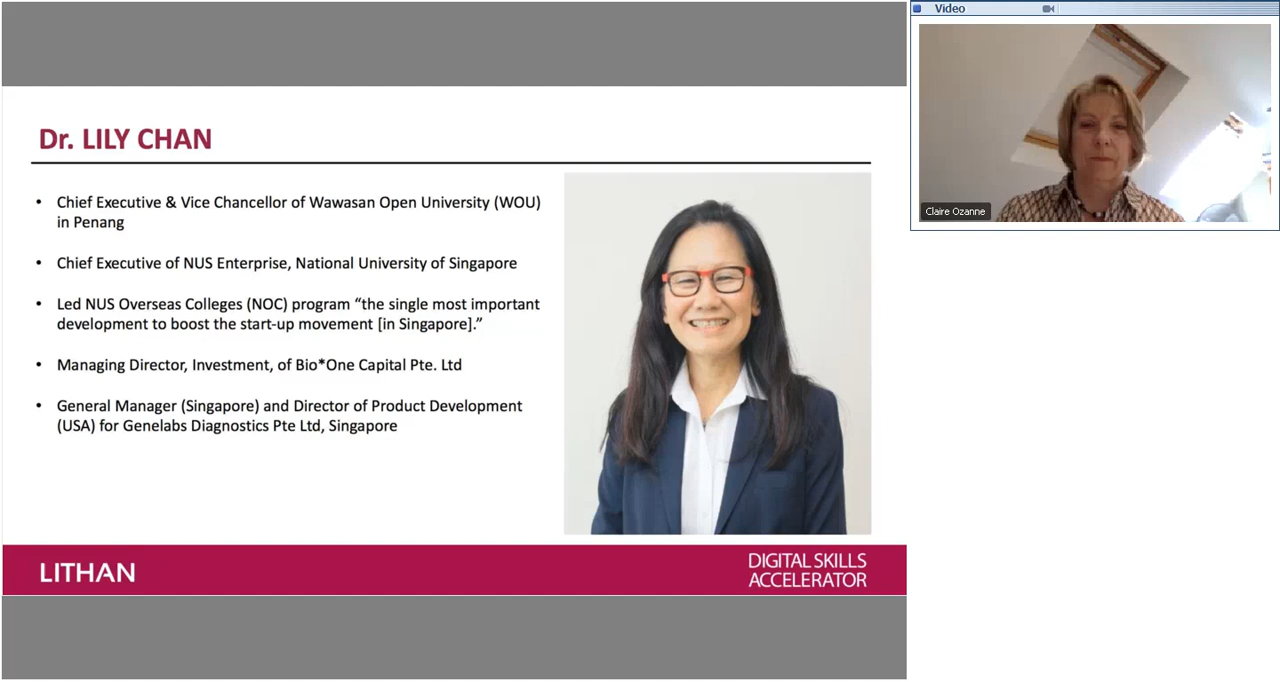 Dr. LILY CHAN
• Chief Executive & Vice Chancellor of Wawasan Open University (WOU)
in Penang
• Chief Executive of NUS Enterprise, National University of Singapore
• Led NUS Overseas Colleges (NOC) program “the single most important
development to boost the start-up movement [in Singapore].”
• Managing Director, Investment, of Bio*One Capital Pte. Ltd
• General Manager (Singapore) and Director of Product Development
(USA) for Genelabs Diagnostics Pte Ltd, Singapore
LITHAN
DIGITAL SKILLS
ACCELERATOR
Video
Claire Ozanne